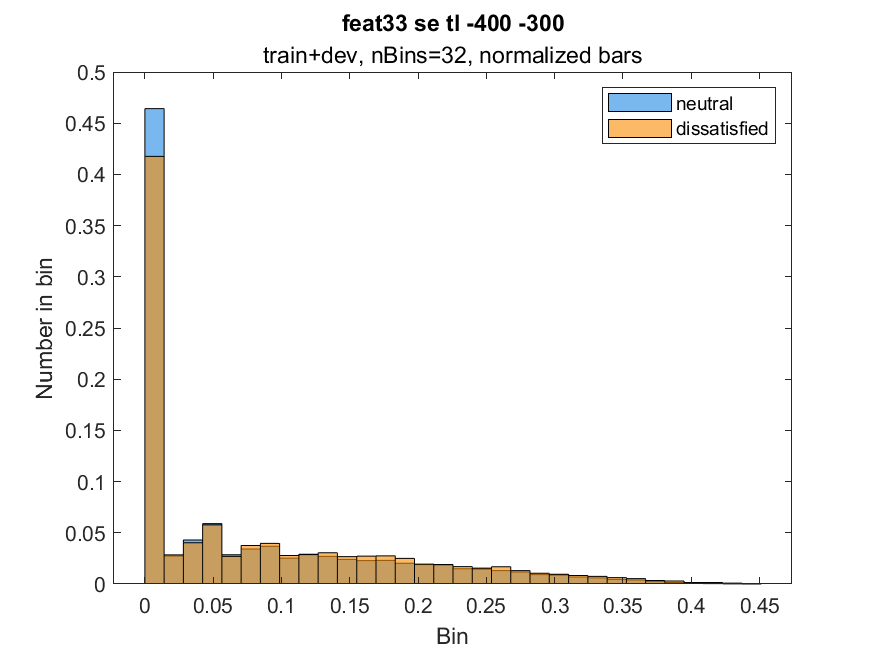 feat33 se tl -400 -300
train+dev, nBins=32, normalized bars
0.5
0.45
0.4
0.35
0.3
0.25
0.2
0.15
0.1
0.05
0
Number in bin
neutral
dissatisfied
0 0.05 0.1 0.15 0.2 0.25 0.3 0.35 0.4 0.45
Bin